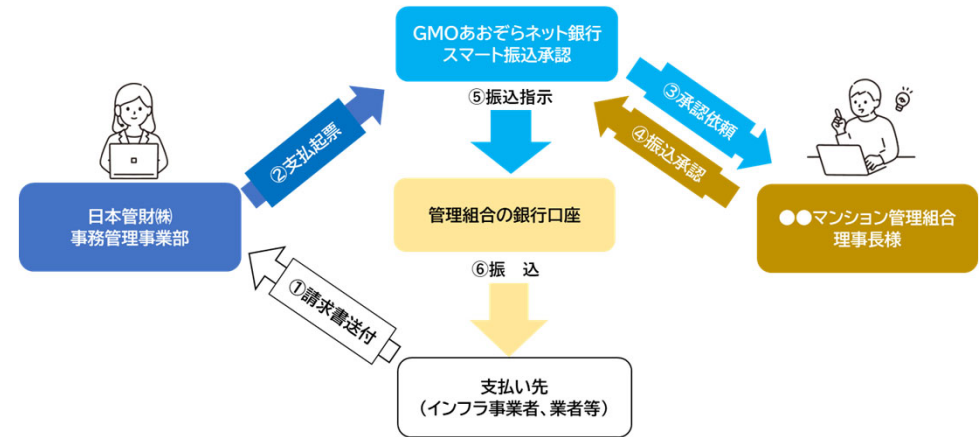 GMOあおぞらネット銀行
スマート振込承認
⑤振込指示
③承認依頼
④振込承認
②支払起票
日本管財㈱
事務管理事業部
管理組合の銀行口座
●●マンション管理組合
理事長様
⑥振　込
①請求書送付
支払い先
（インフラ事業者、業者等）